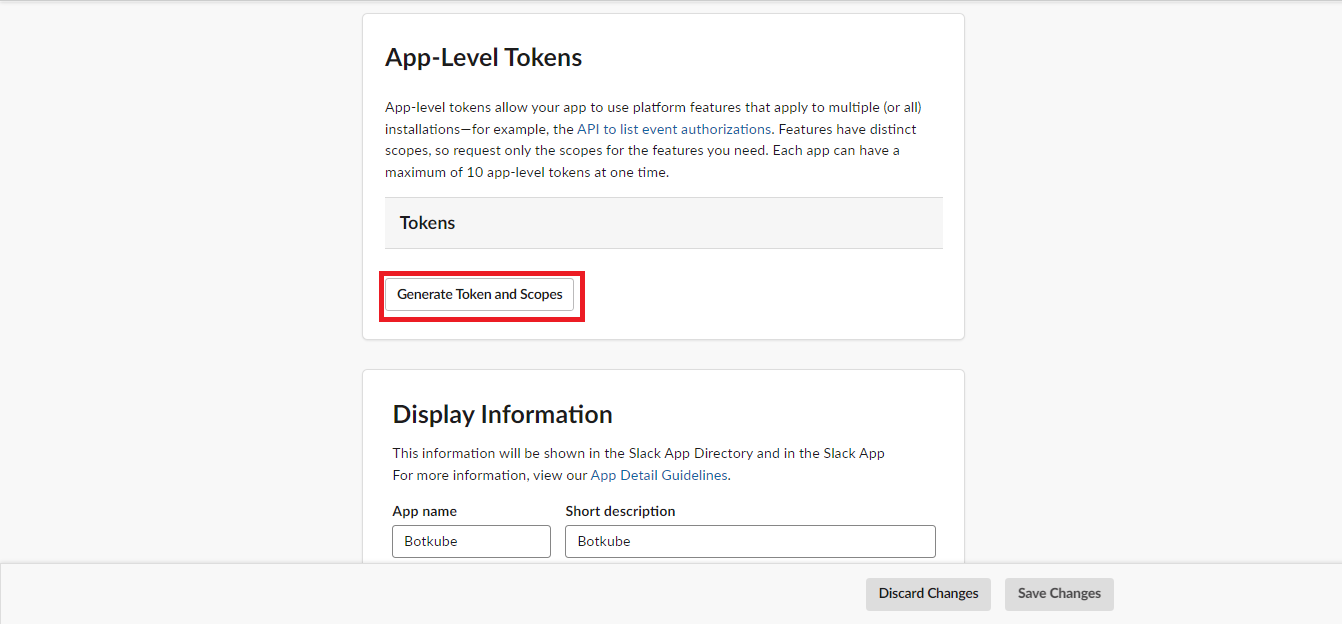 App-Level Tokens
App-level tokens allow your app to use platform features that apply to multiple (or all)
installations—for example, the API to list event authorizations. Features have distinct
scopes, so request only the scopes for the features you need. Each app can have a
maximum of 10 app-level tokens at one time.
Tokens
Generate Token and Scopes
Display Information
This information will be shown in the Slack App Directory and in the Slack App
For more information, view our App Detail Guidelines.
App name
Short description
Botkube
Botkube
Discard Changes
Save Changes